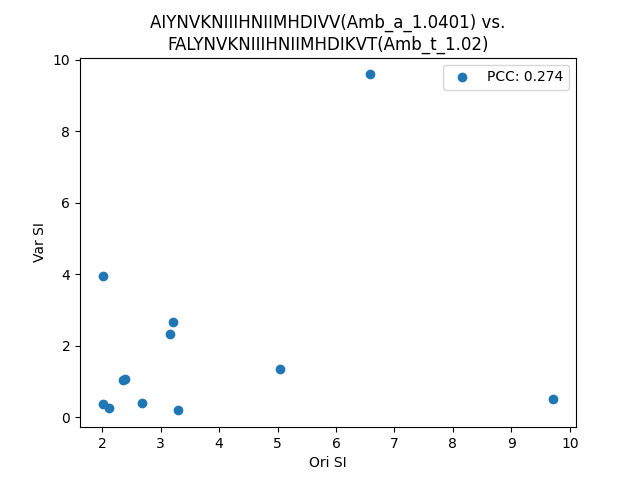 AIYNVKNIIIHNIIMHDIVV(Amb_a_1.0401) vs.
FALYNVKNIIIHNIIMHDIKVT(Amb_t_1.02)
PCC: 0.274
10
8
6
4
2
0
Var SI
2 3 4 5 6 7 8 9 10
Ori SI